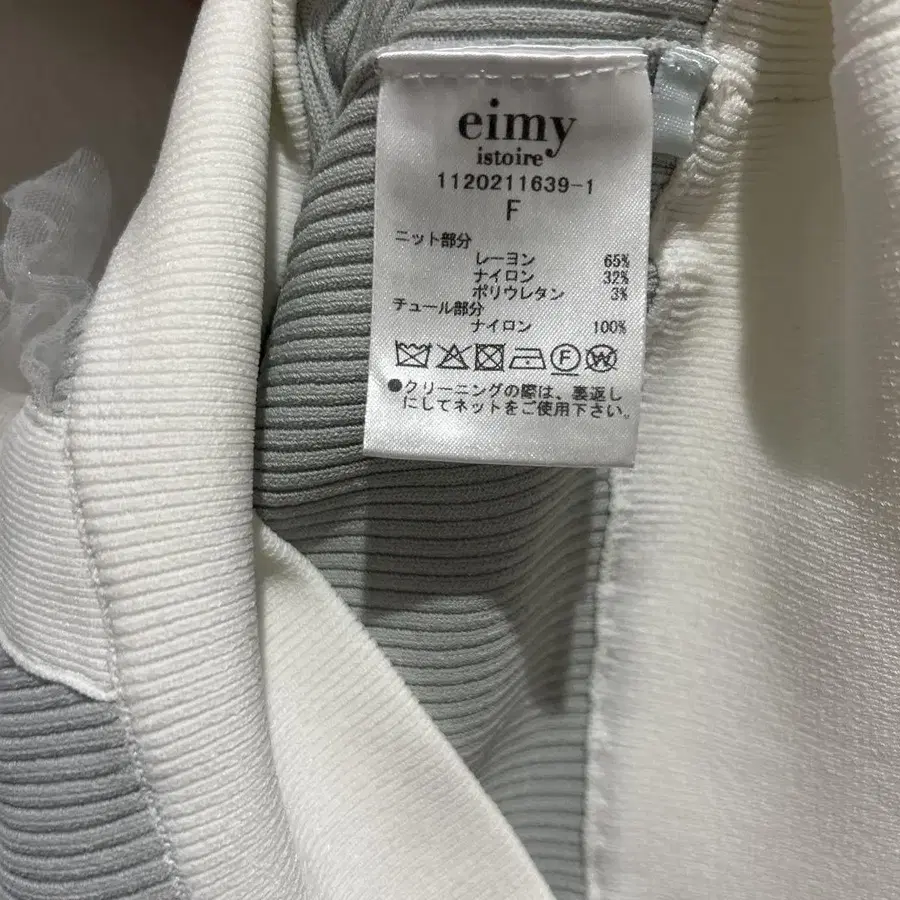 eimy
istoire
1120211639-1
F
ニット部分
レーヨン 65%
ナイロン 32%
ポリウレタン 3%
チュール部分
ナイロン 100%
F W
●クリーニングの際は、裏返し
にしてネットをご使用下さい。